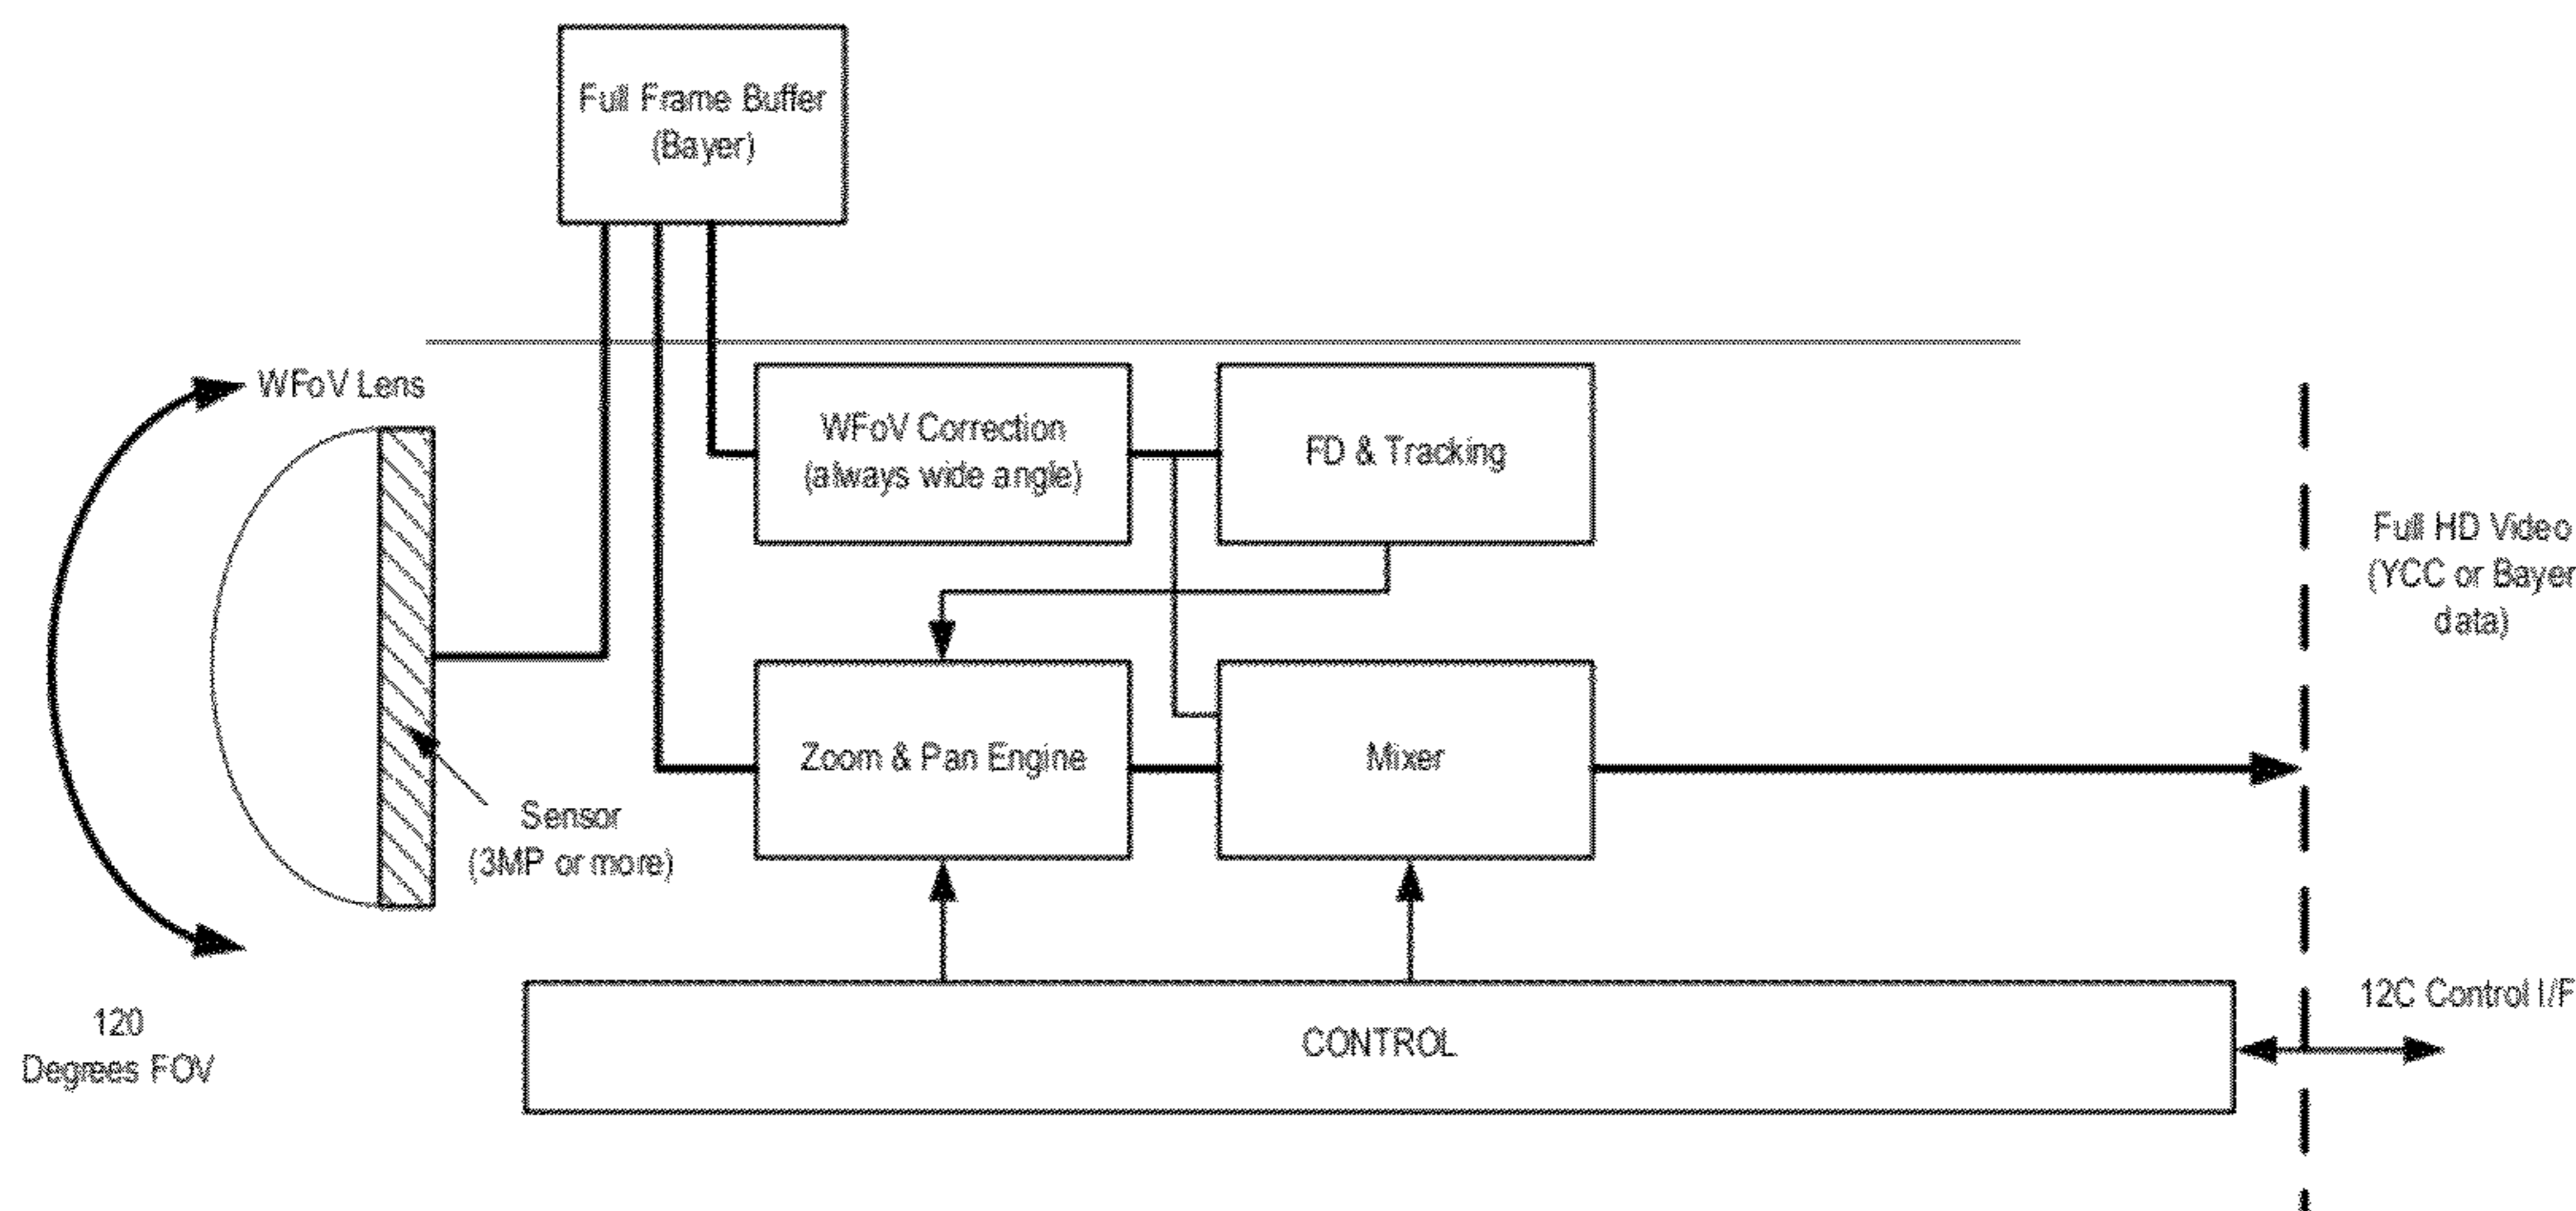 Full Frame Buffer
(Bayer)
WFoV Lens
WFoV Correction
(always wide angle)
FD & Tracking
Full HD Video
(YCC or Bayer
data)
Zoom & Pan Engine
Mixer
Sensor
(3MP or more)
120
Degrees FOV
12C Control I/F
CONTROL